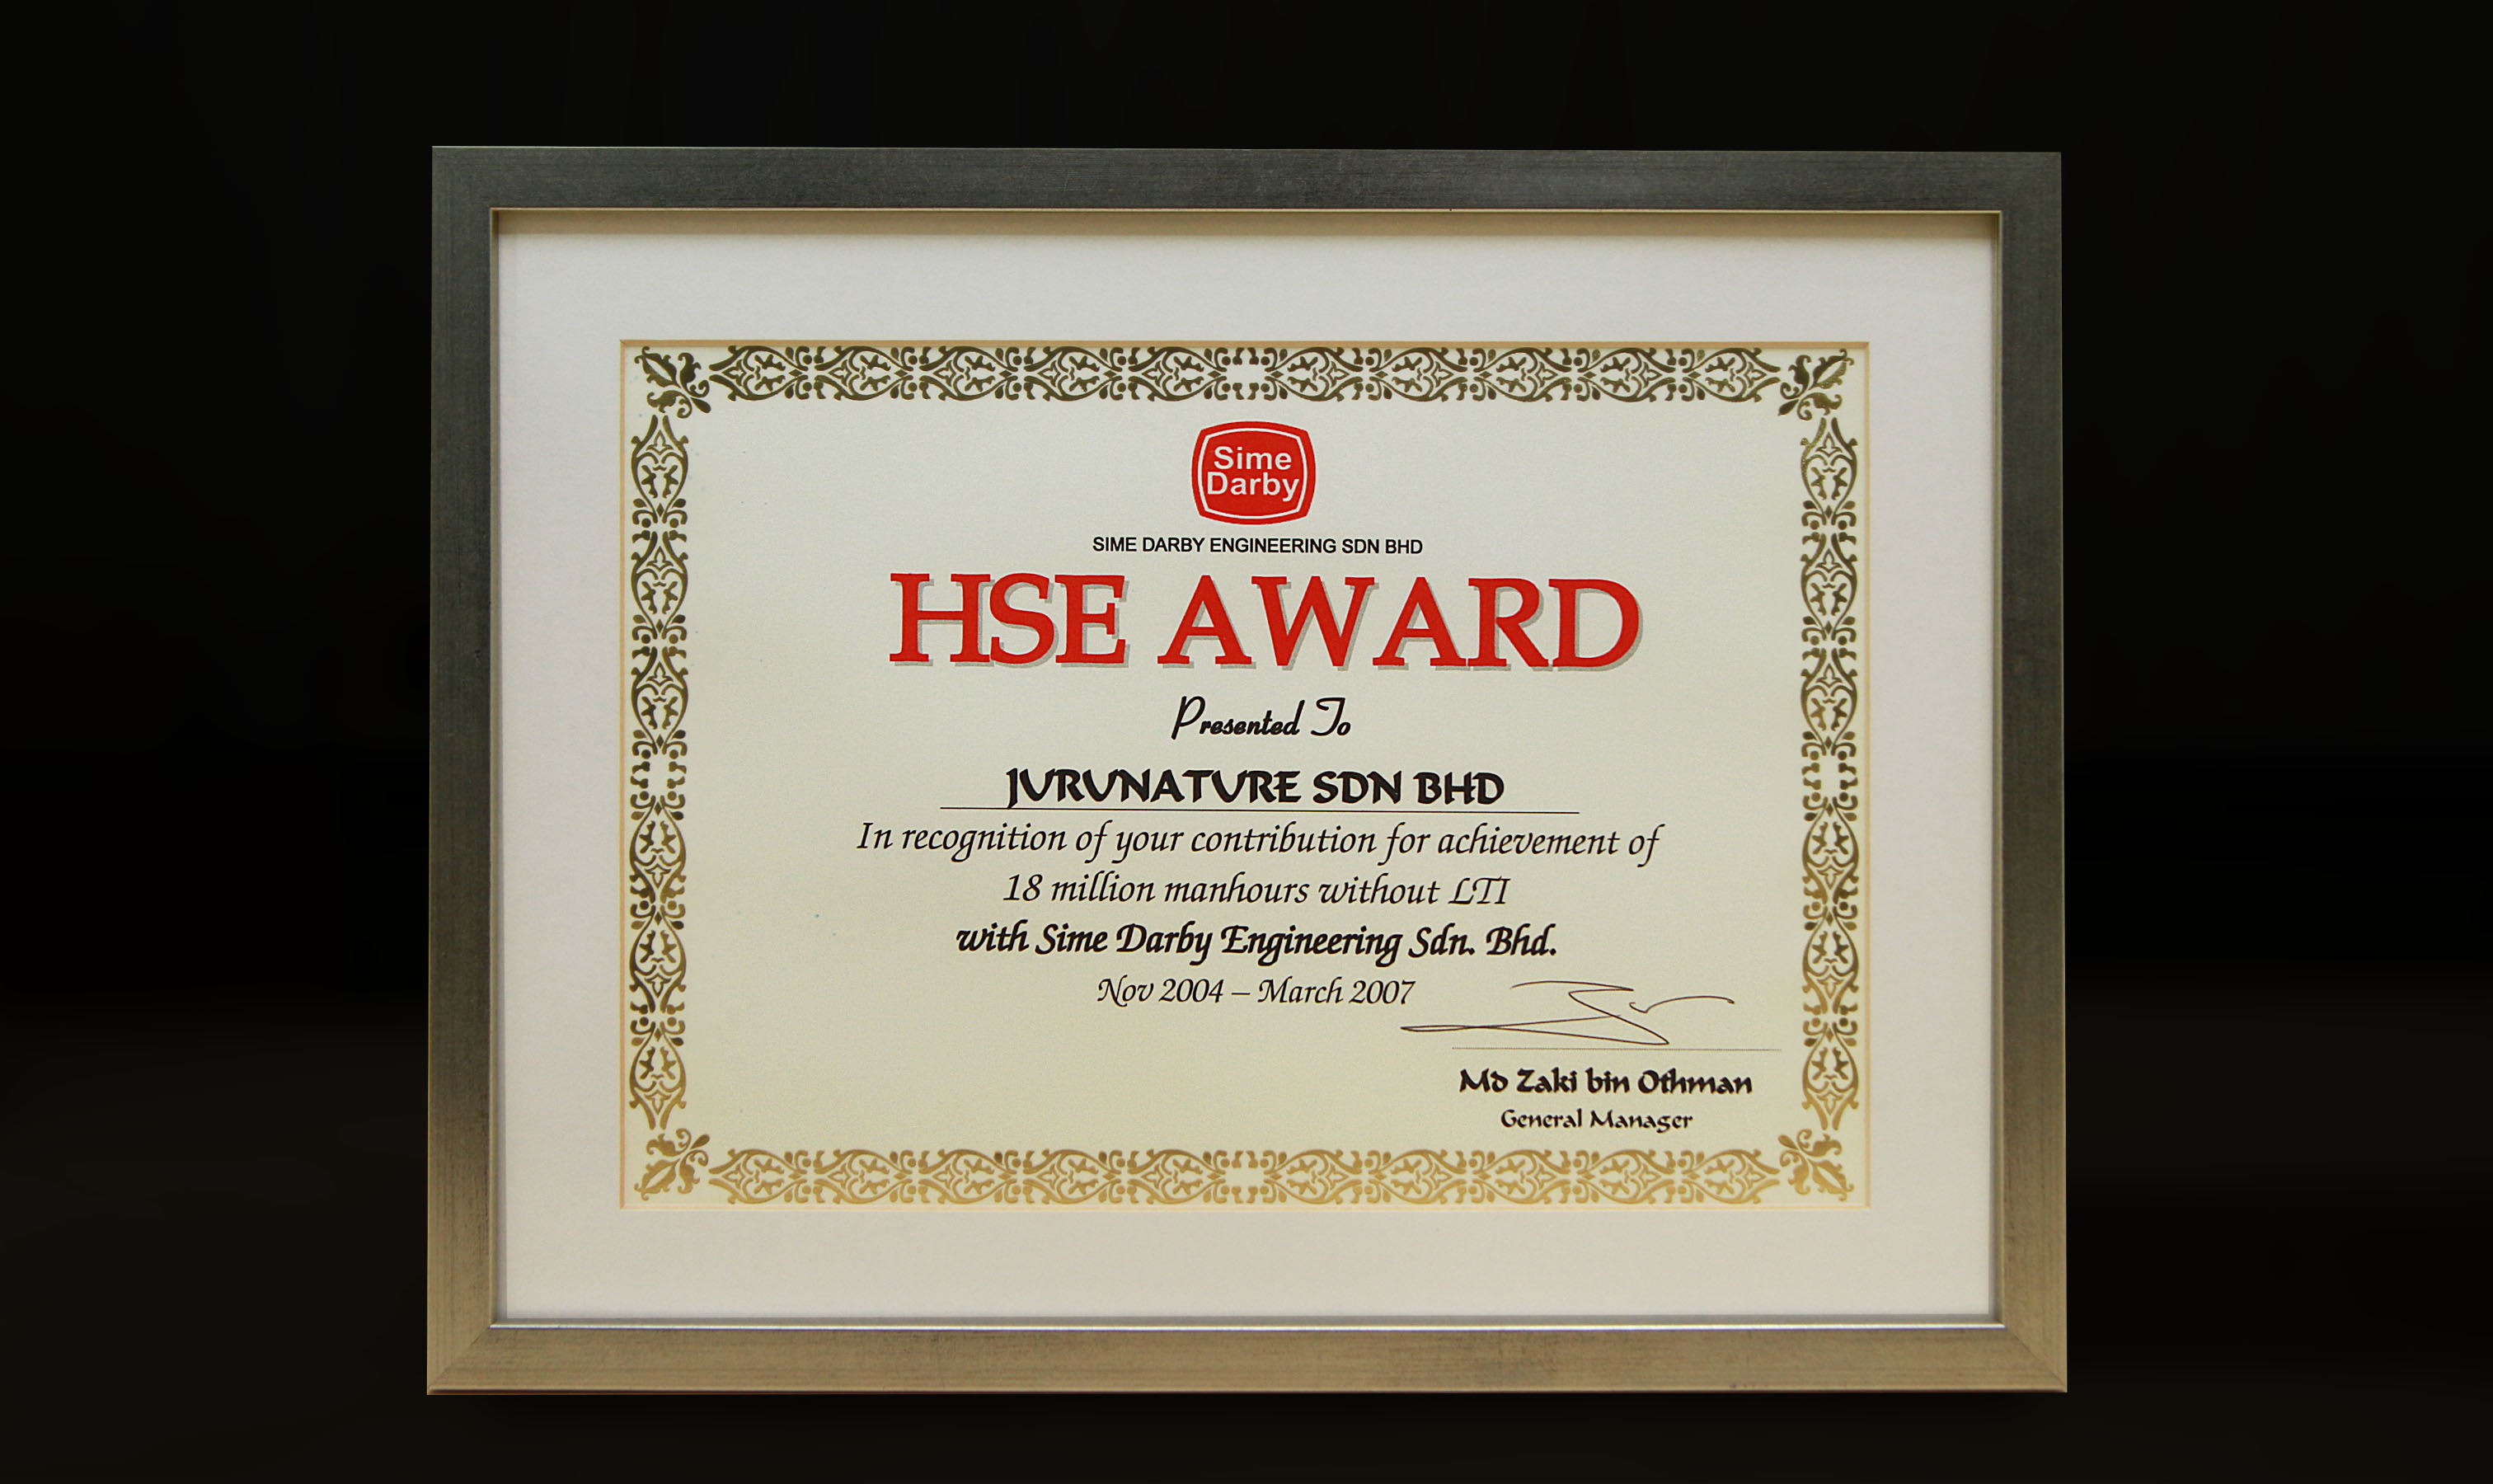 Sime
Darby
SIME DARBY ENGINEERING SDN BHD
HSE AWARD
Presented To
JURUNATURE SDN BHD
In recognition of your contribution for achievement of
18 million manhours without LTI
with Sime Darby Engineering Sdn. Bhd.
Nov 2004 – March 2007
Md Zaki bin Othman
General Manager